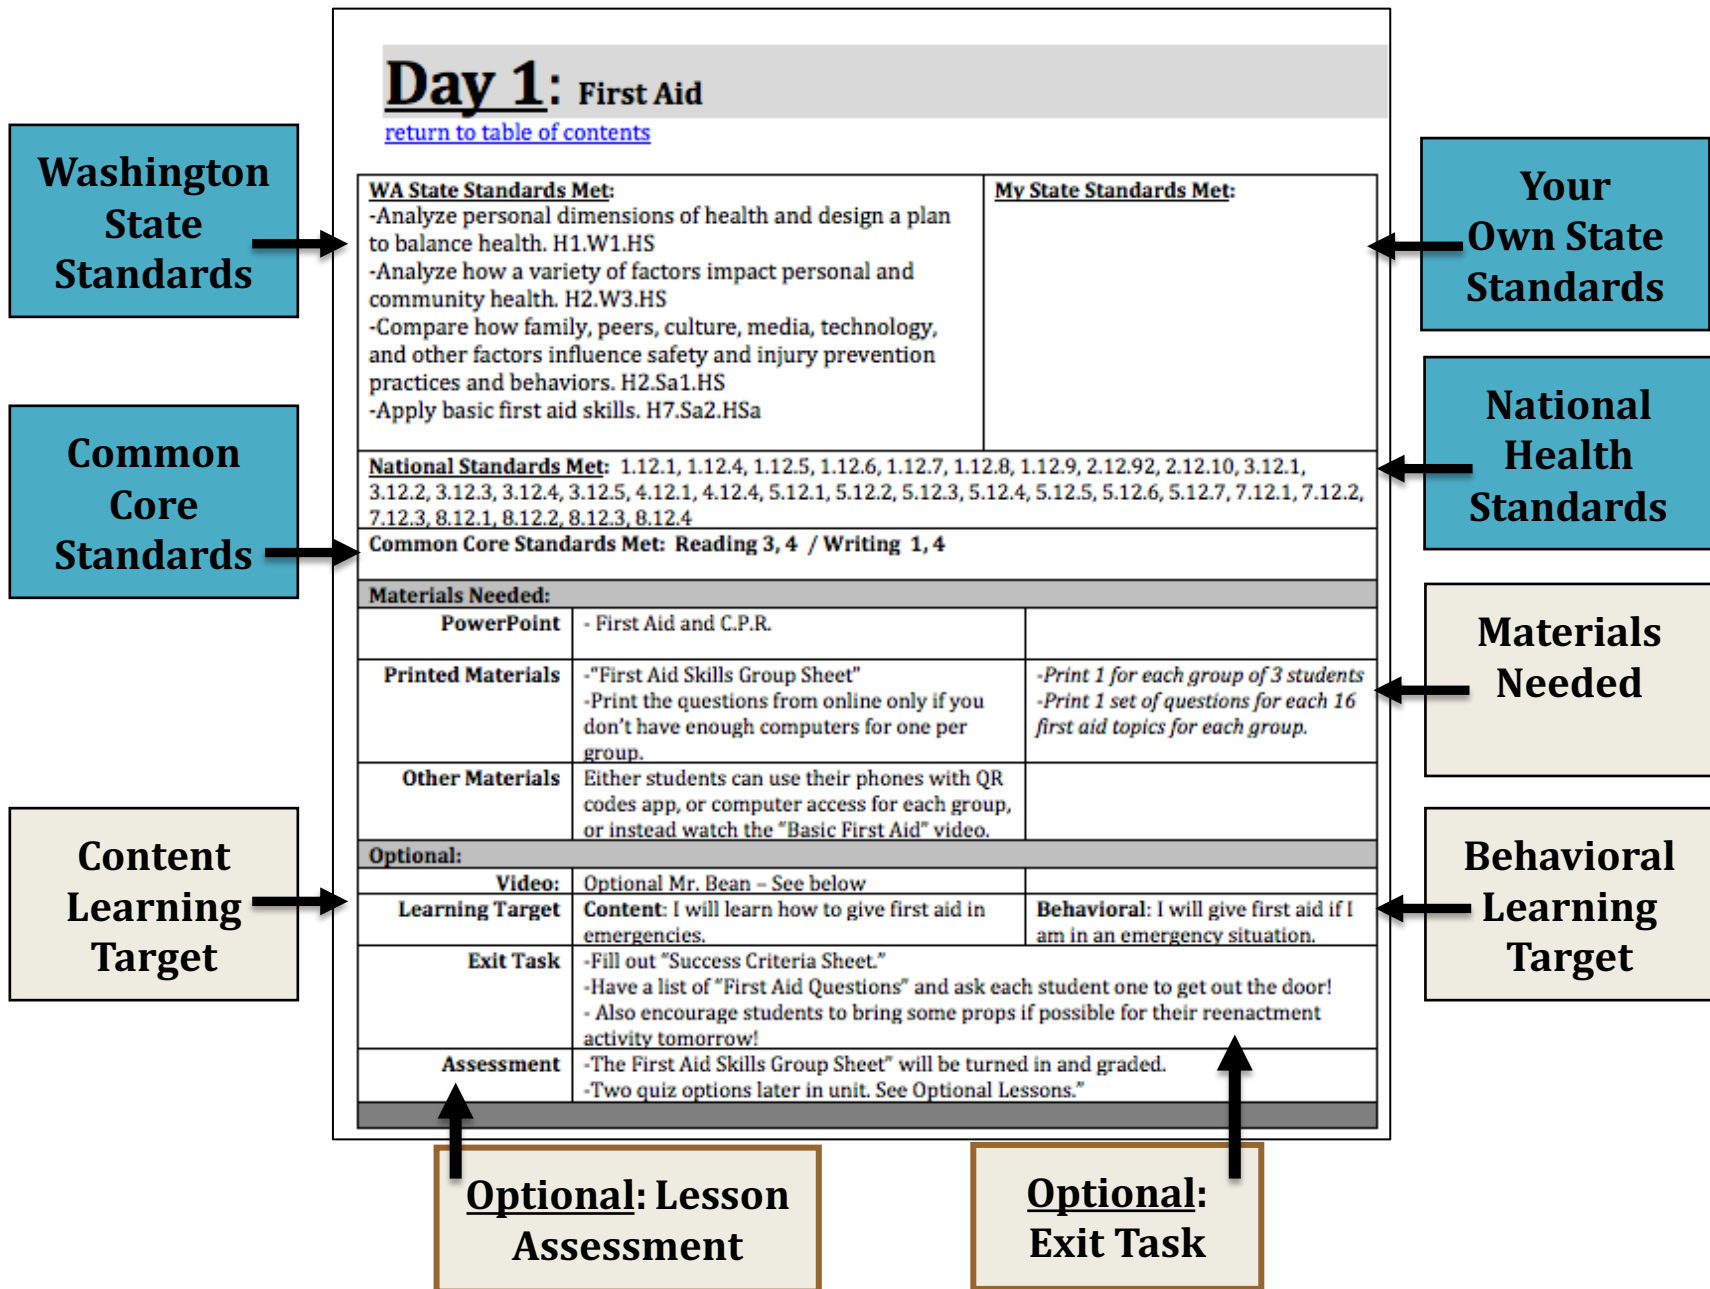 Day 1: First Aid
return to table of contents
Washington
State
Standards
WA State Standards Met:
-Analyze personal dimensions of health and design a plan
to balance health. H1.W1.HS
-Analyze how a variety of factors impact personal and
community health. H2.W3.HS
-Compare how family, peers, culture, media, technology,
and other factors influence safety and injury prevention
practices and behaviors. H2.Sa1.HS
-Apply basic first aid skills. H7.Sa2.HSa
My State Standards Met:
Your
Own State
Standards
Common
Core
Standards
National Standards Met: 1.12.1, 1.12.4, 1.12.5, 1.12.6, 1.12.7, 1.12.8, 1.12.9, 2.12.92, 2.12.10, 3.12.1,
3.12.2, 3.12.3, 3.12.4, 3.12.5, 4.12.1, 4.12.4, 5.12.1, 5.12.2, 5.12.3, 5.12.4, 5.12.5, 5.12.6, 5.12.7, 7.12.1, 7.12.2,
7.12.3, 8.12.1, 8.12.2, 8.12.3, 8.12.4
Common Core Standards Met: Reading 3, 4 / Writing 1, 4
National
Health
Standards
Materials Needed:
PowerPoint
- First Aid and C.P.R.
Printed Materials
-"First Aid Skills Group Sheet"
-Print the questions from online only if you
don't have enough computers for one per
group.
-Print 1 for each group of 3 students
-Print 1 set of questions for each 16
first aid topics for each group.
Other Materials
Either students can use their phones with QR
codes app, or computer access for each group,
or instead watch the "Basic First Aid" video.
Materials
Needed
Content
Learning
Target
Optional:
Video:
Optional Mr. Bean – See below
Learning Target
Content: I will learn how to give first aid in
emergencies.
Behavioral: I will give first aid if I
am in an emergency situation.
Exit Task
-Fill out "Success Criteria Sheet."
-Have a list of "First Aid Questions" and ask each student one to get out the door!
- Also encourage students to bring some props if possible for their reenactment
activity tomorrow!
Assessment
-The First Aid Skills Group Sheet" will be turned in and graded.
-Two quiz options later in unit. See Optional Lessons."
Behavioral
Learning
Target
Optional: Lesson
Assessment
Optional:
Exit Task